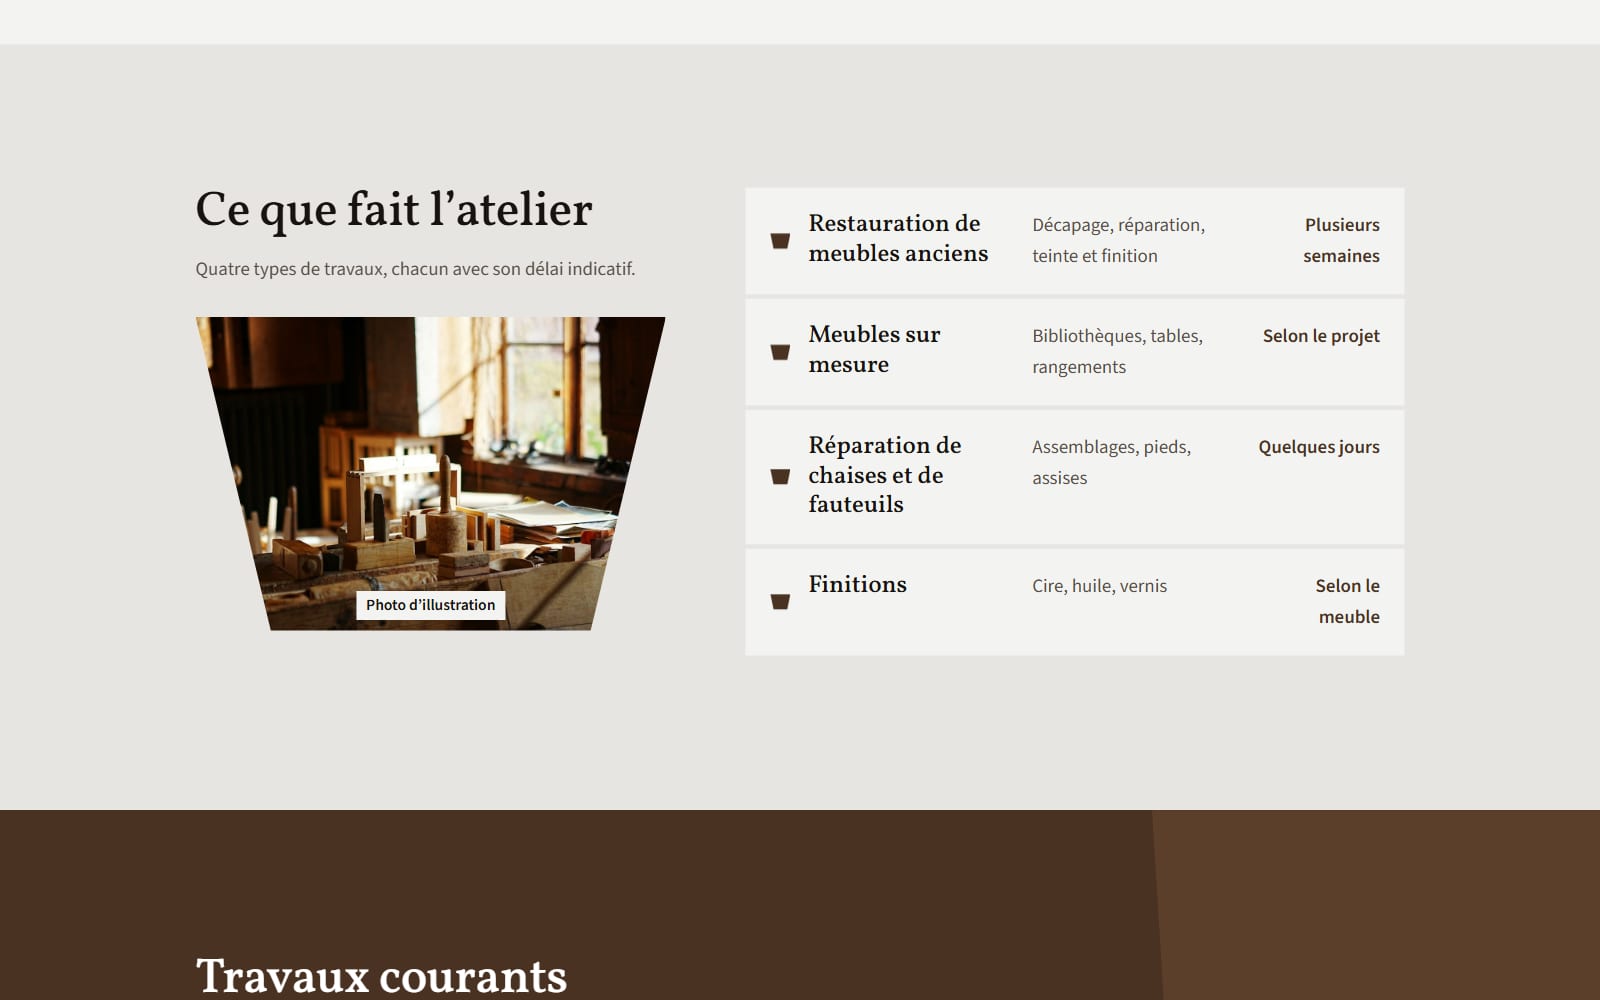 Ce que fait l’atelier
Quatre types de travaux, chacun avec son délai indicatif.
Photo d’illustration
Restauration de
meubles anciens
Décapage, réparation,
teinte et finition
Plusieurs
semaines
Meubles sur
mesure
Bibliothèques, tables,
rangements
Selon le projet
Réparation de
chaises et de
fauteuils
Assemblages, pieds,
assises
Quelques jours
Finitions
Cire, huile, vernis
Selon le
meuble
Travaux courants